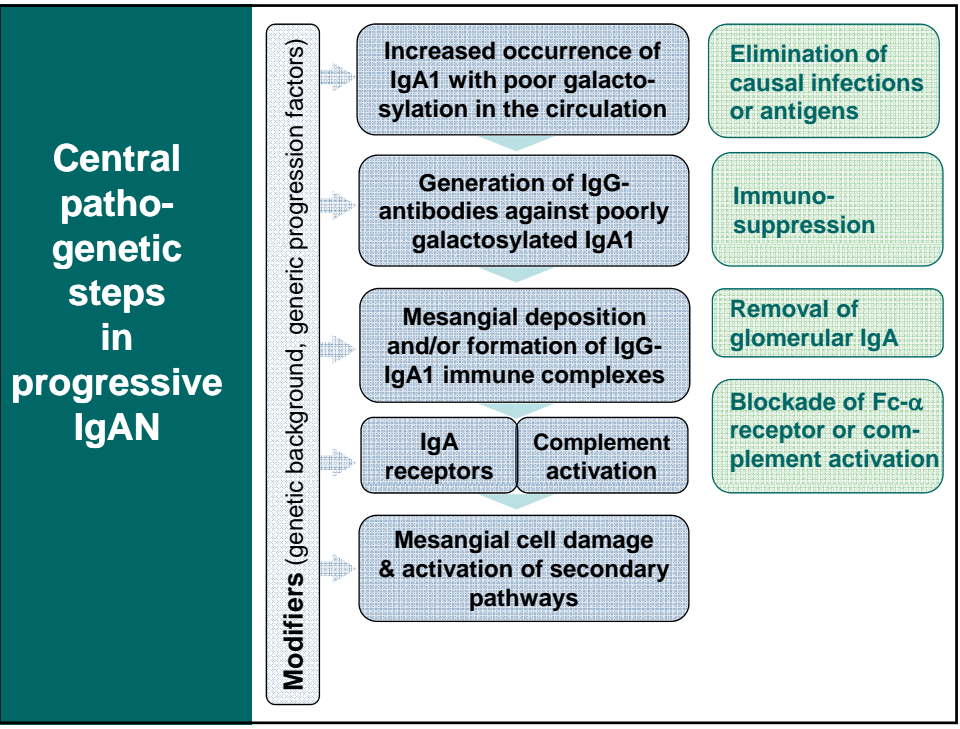 Central
patho-
genetic
steps
in
progressive
IgAN
Modifiers (genetic background, generic progression factors)
Increased occurrence of
IgA1 with poor galacto-
sylation in the circulation
Elimination of
causal infections
or antigens
Generation of IgG-
antibodies against poorly
galactosylated IgA1
Immuno-
suppression
Mesangial deposition
and/or formation of IgG-
IgA1 immune complexes
Removal of
glomerular IgA
IgA
receptors
Complement
activation
Blockade of Fc-α
receptor or com-
plement activation
Mesangial cell damage
& activation of secondary
pathways